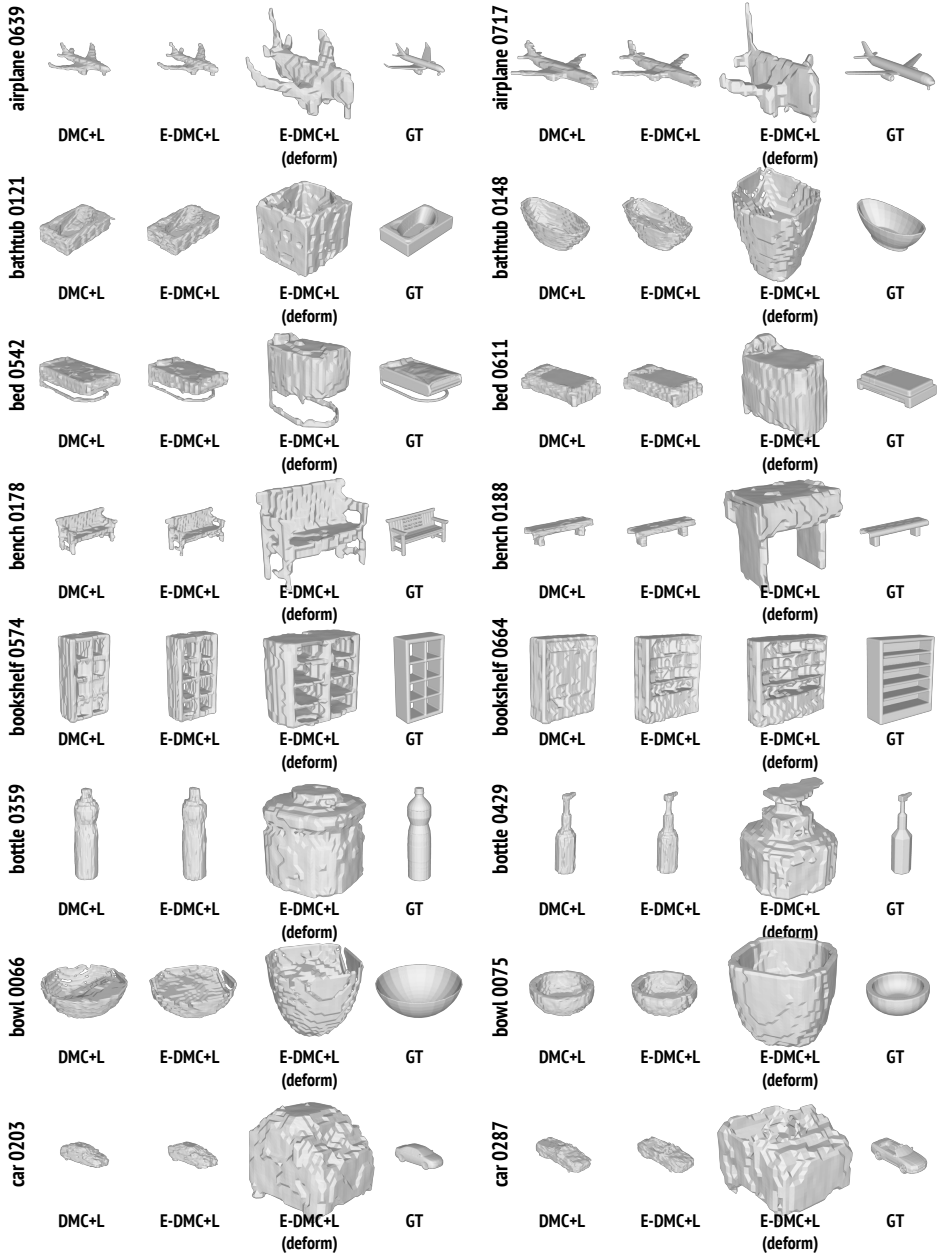 airplane 0639
DMC+L
E-DMC+L
E-DMC+L
(deform)
GT
airplane 0717
DMC+L
E-DMC+L
E-DMC+L
(deform)
GT
bathtub 0121
DMC+L
E-DMC+L
E-DMC+L
(deform)
GT
bathtub 0148
DMC+L
E-DMC+L
E-DMC+L
(deform)
GT
bed 0542
DMC+L
E-DMC+L
E-DMC+L
(deform)
GT
bed 0611
DMC+L
E-DMC+L
E-DMC+L
(deform)
GT
bench 0178
DMC+L
E-DMC+L
E-DMC+L
(deform)
GT
bench 0188
DMC+L
E-DMC+L
E-DMC+L
(deform)
GT
bookshelf 0574
DMC+L
E-DMC+L
E-DMC+L
(deform)
GT
bookshelf 0664
DMC+L
E-DMC+L
E-DMC+L
(deform)
GT
bottle 0359
DMC+L
E-DMC+L
E-DMC+L
(deform)
GT
bottle 0429
DMC+L
E-DMC+L
E-DMC+L
(deform)
GT
bowl 0066
DMC+L
E-DMC+L
E-DMC+L
(deform)
GT
bowl 0075
DMC+L
E-DMC+L
E-DMC+L
(deform)
GT
car 0203
DMC+L
E-DMC+L
E-DMC+L
(deform)
GT
car 0287
DMC+L
E-DMC+L
E-DMC+L
(deform)
GT